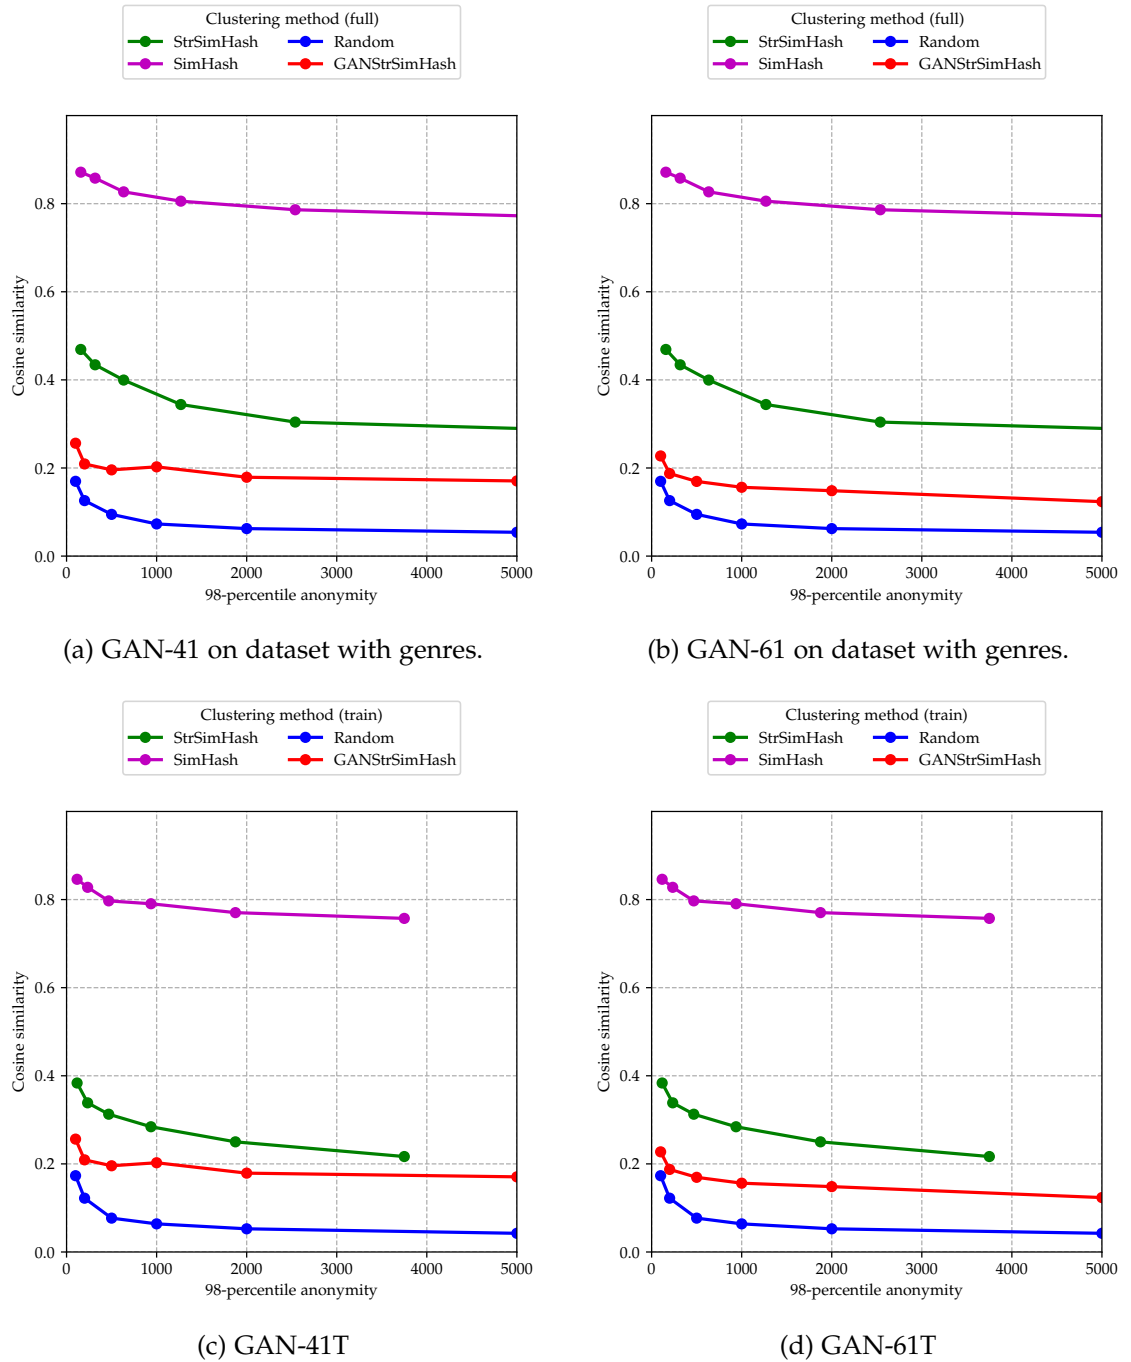 Clustering method (full)
StrSimHash Random
SimHash GANStrSimHash
Cosine similarity
0.8
0.6
0.4
0.2
0.0
0 1000 2000 3000 4000 5000
98-percentile anonymity
(a) GAN-41 on dataset with genres.
Clustering method (full)
StrSimHash Random
SimHash GANStrSimHash
Cosine similarity
0.8
0.6
0.4
0.2
0.0
0 1000 2000 3000 4000 5000
98-percentile anonymity
(b) GAN-61 on dataset with genres.
Clustering method (train)
StrSimHash Random
SimHash GANStrSimHash
Cosine similarity
0.8
0.6
0.4
0.2
0.0
0 1000 2000 3000 4000 5000
98-percentile anonymity
(c) GAN-41T
Clustering method (train)
StrSimHash Random
SimHash GANStrSimHash
Cosine similarity
0.8
0.6
0.4
0.2
0.0
0 1000 2000 3000 4000 5000
98-percentile anonymity
(d) GAN-61T